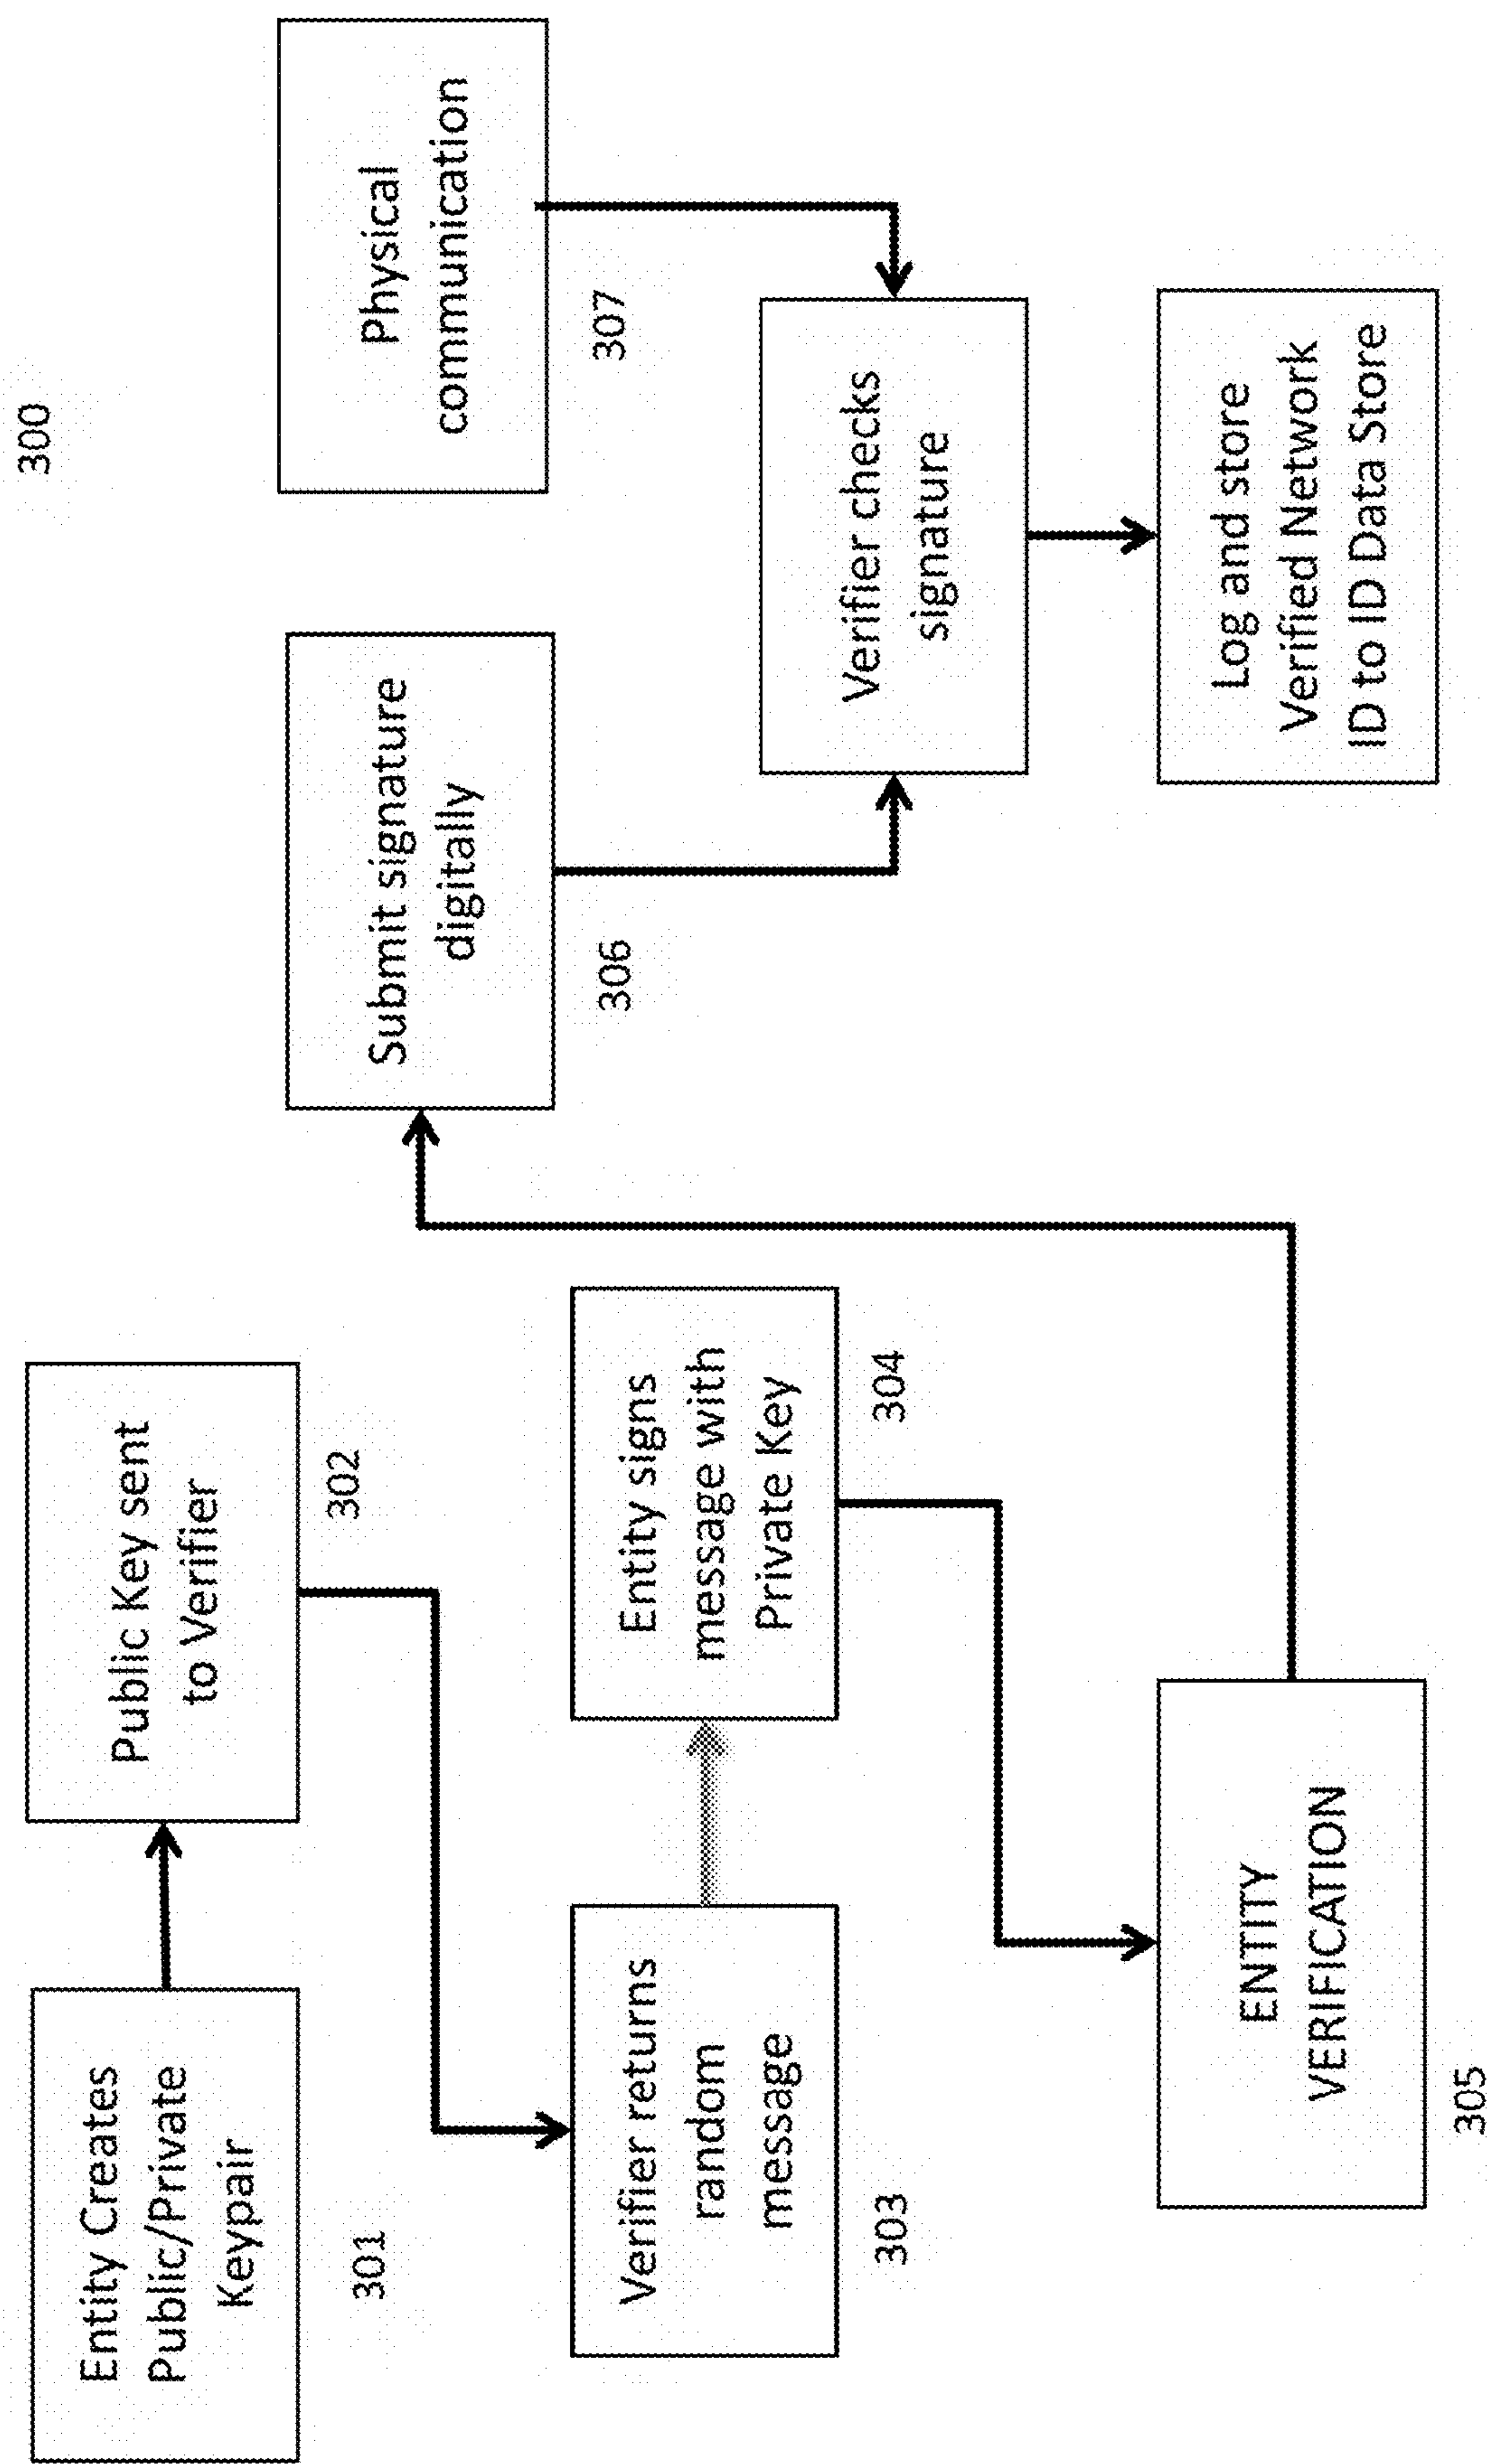 300
Entity Creates
Public/Private
Keypair
301
Public Key sent
to Verifier
302
Verifier returns
random
message
303
Entity signs
message with
Private Key
304
ENTITY
VERIFICATION
305
Submit signature
digitally
306
Physical
communication
307
Verifier checks
signature
Log and store
Verified Network
ID to ID Data Store